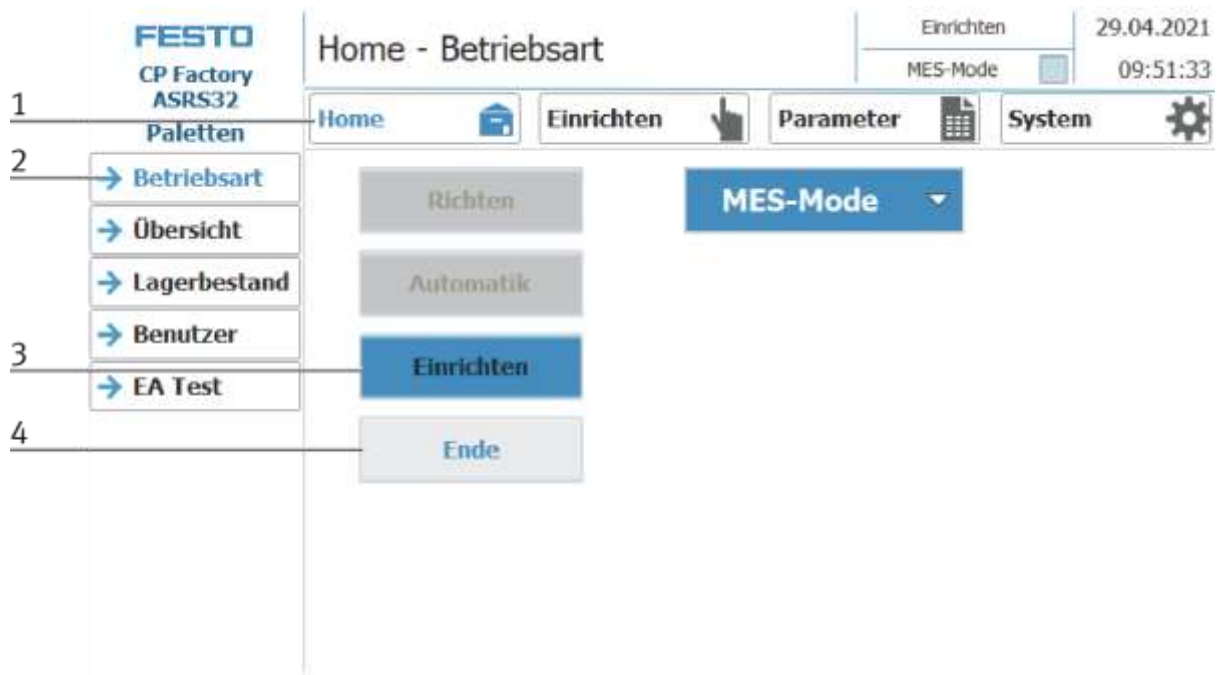 FESTO
CP Factory
ASRS32
Paletten
Home - Betriebsart
Einrichten
MES-Mode
29.04.2021
09:51:33
1
Home
Einrichten
Parameter
System
2
Betriebsart
Übersicht
Lagerbestand
Benutzer
EA Test
Richten
MES-Mode
Automatik
3
Einrichten
4
Ende